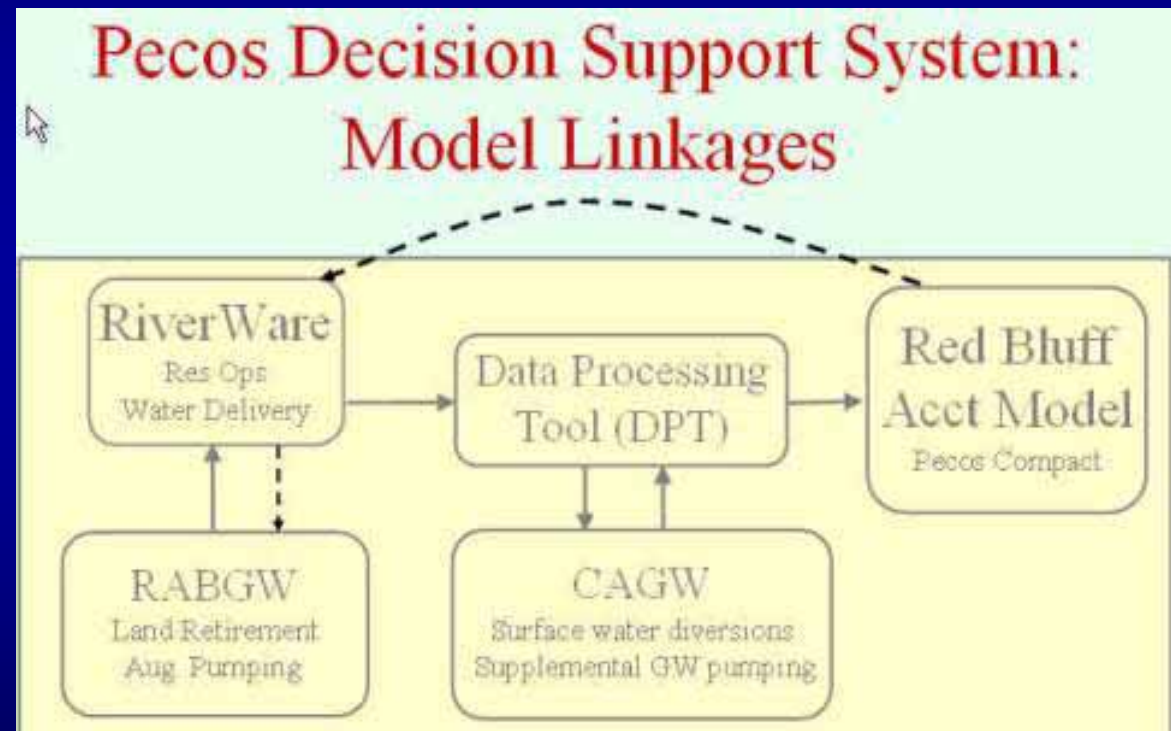 Pecos Decision Support System:
Model Linkages
RiverWare
Res Ops
Water Delivery
Data Processing
Tool (DPT)
Red Bluff
Acct Model
Pecos Compact
RABGW
Land Retirement
Aug. Pumping
CAGW
Surface water diversions
Supplemental GW pumping